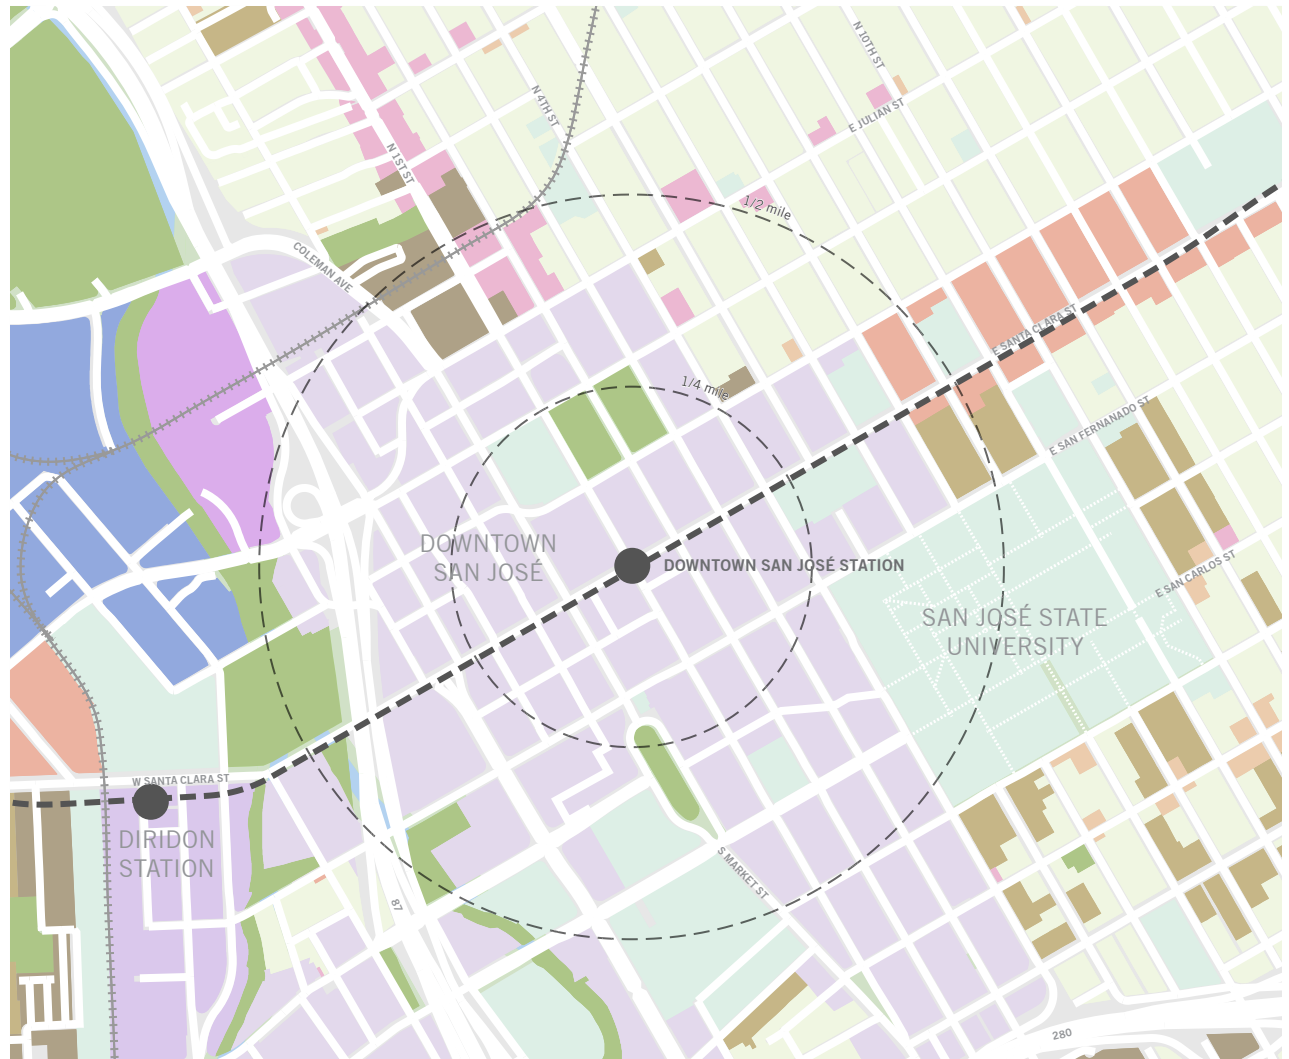 N 10TH ST
N 4TH ST
E JULIAN ST
N 1ST ST
1/2 mile
COLEMAN AVE
E SANTA CLARA ST
1/4 mile
E SAN FERNANADO ST
DOWNTOWN
SAN JOSÉ
DOWNTOWN SAN JOSÉ STATION
E SAN CARLOS ST
SAN JOSÉ STATE
UNIVERSITY
W SANTA CLARA ST
DIRIDON
STATION
S MARKET ST
87
280